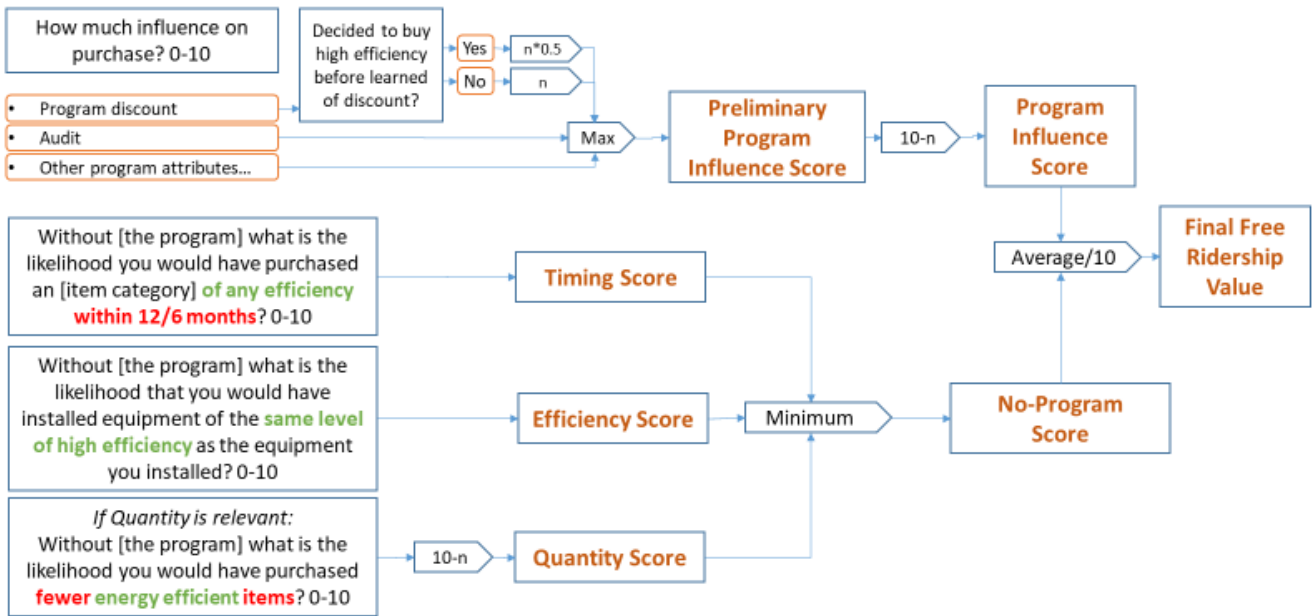 How much influence on
purchase? 0-10
Decided to buy
high efficiency
before learned
of discount?
Yes
n*0.5
No
n
• Program discount
• Audit
• Other program attributes…
Max
Preliminary
Program
Influence Score
10-n
Program
Influence
Score
Without [the program] what is the
likelihood you would have purchased
an [item category] of any efficiency
within 12/6 months? 0-10
Timing Score
Average/10
Final Free
Ridership
Value
Without [the program] what is the
likelihood that you would have
installed equipment of the same level
of high efficiency as the equipment
you installed? 0-10
Efficiency Score
Minimum
No-Program
Score
If Quantity is relevant:
Without [the program] what is the
likelihood you would have purchased
fewer energy efficient items? 0-10
10-n
Quantity Score